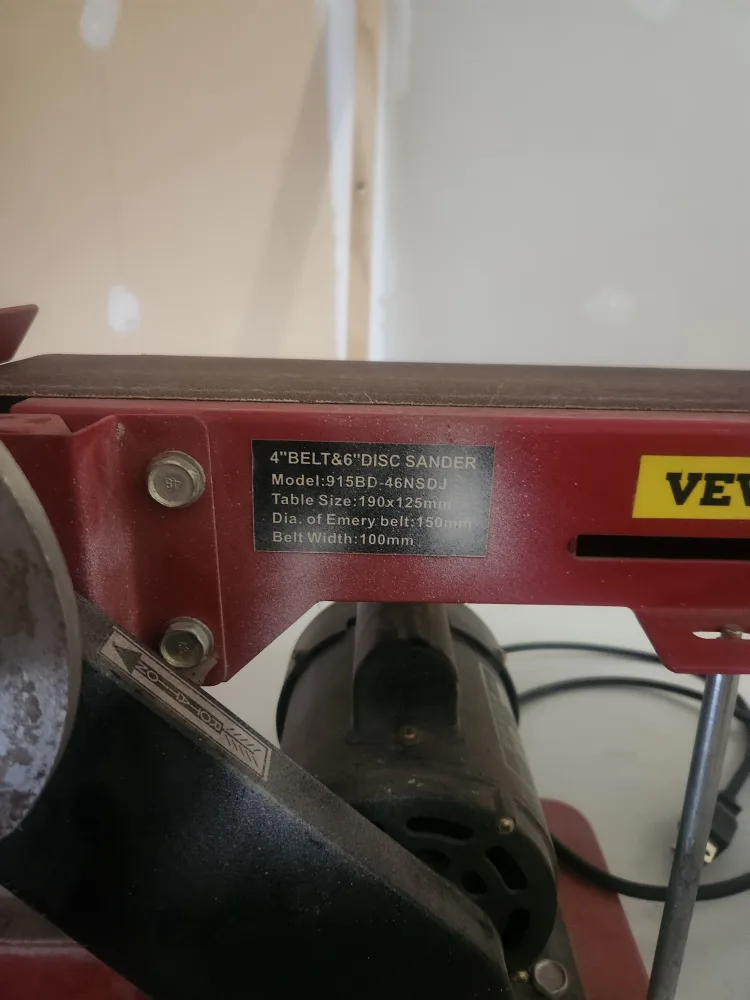 4"BELT&6"DISC SANDER
Model:915BD-46NSDJ
Table Size:190x125mm
Dia. of Emery belt:150mm
Belt Width:100mm
ROTATION